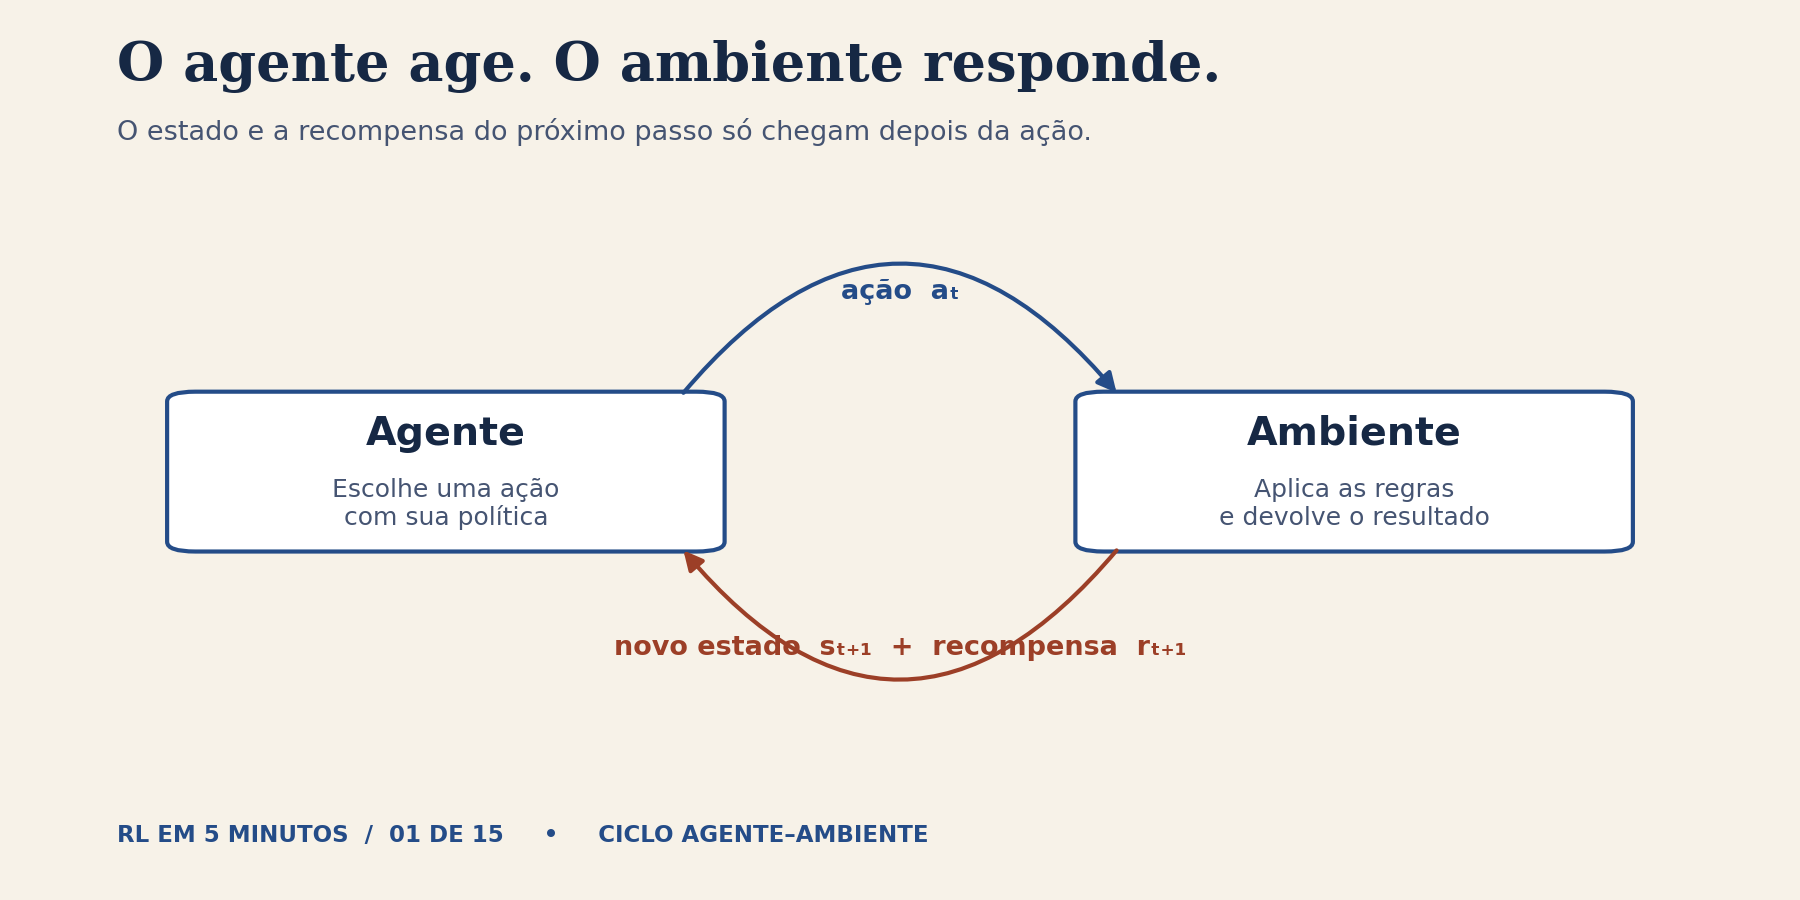 O agente age. O ambiente responde.
O estado e a recompensa do próximo passo só chegam depois da ação.
ação aₜ
Agente
Escolhe uma ação
com sua política
Ambiente
Aplica as regras
e devolve o resultado
novo estado sₜ₊₁ + recompensa rₜ₊₁
RL EM 5 MINUTOS / 01 DE 15 • CICLO AGENTE–AMBIENTE